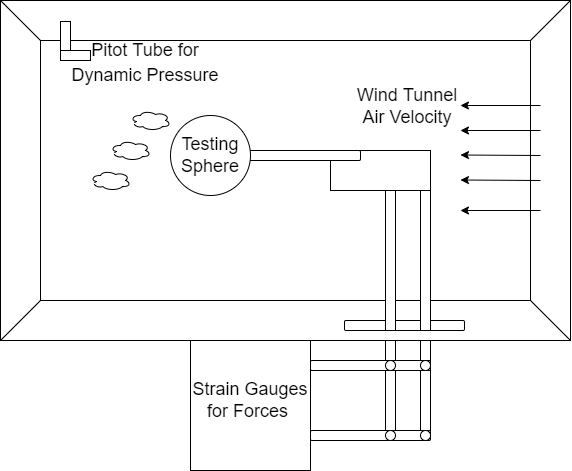 Pitot Tube for
Dynamic Pressure
Wind Tunnel
Air Velocity
Testing
Sphere
Strain Gauges
for Forces